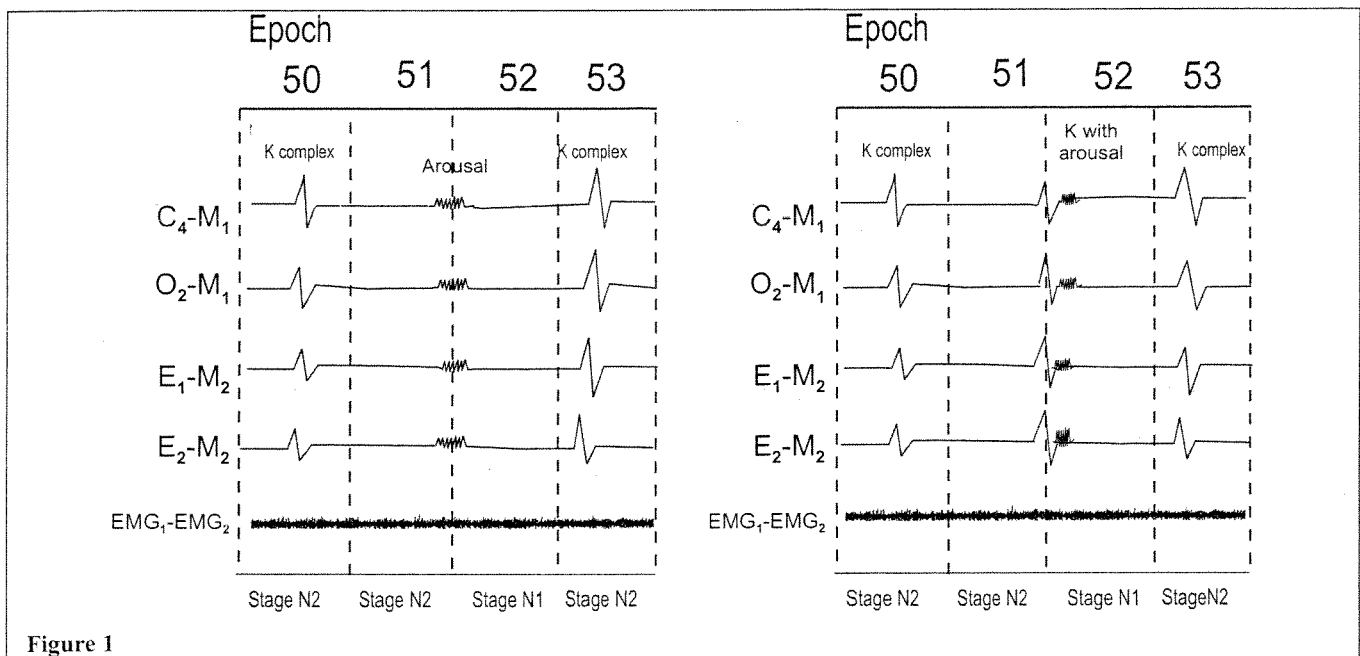 Epoch
50 51 52 53
K complex
Arousal
K complex
C₄-M₁
O₂-M₁
E₁-M₂
E₂-M₂
EMG₁-EMG₂
Stage N2 Stage N2 Stage N1 Stage N2
Epoch
50 51 52 53
K complex
K with
arousal
K complex
C₄-M₁
O₂-M₁
E₁-M₂
E₂-M₂
EMG₁-EMG₂
Stage N2 Stage N2 Stage N1 StageN2
Figure 1